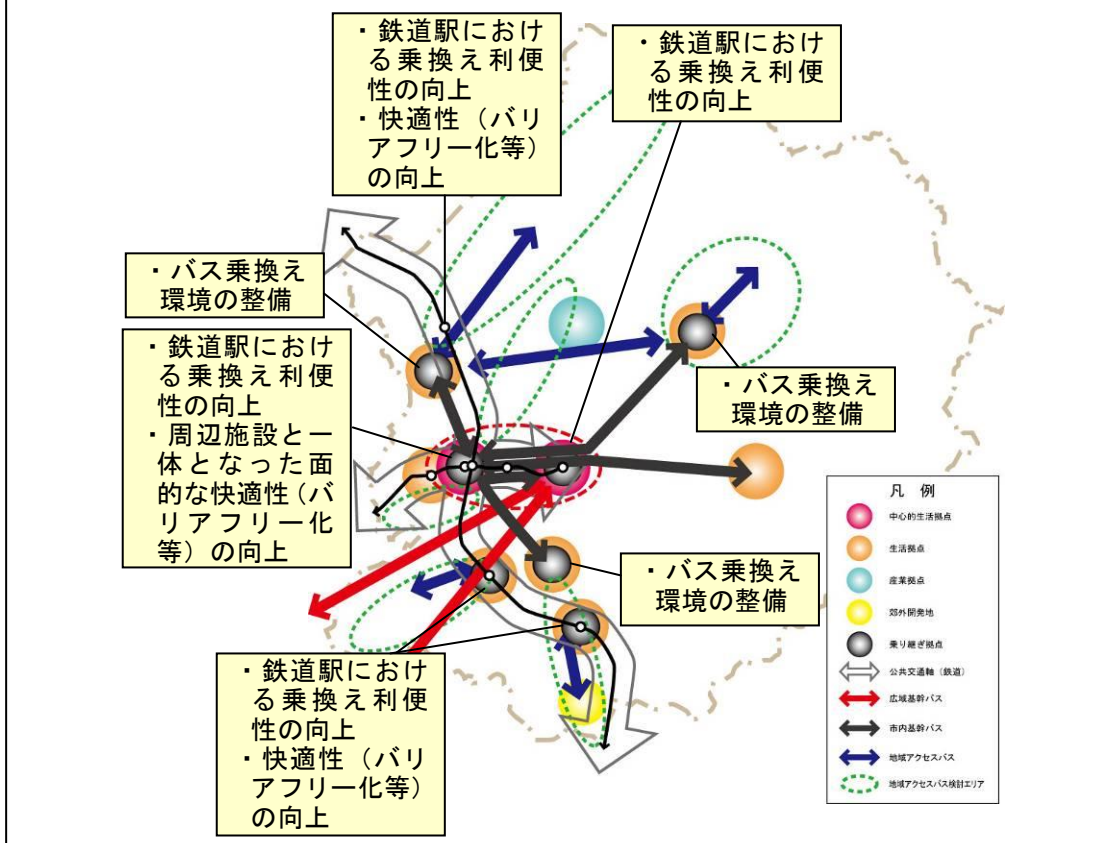 ・鉄道駅におけ
る乗換え利便
性の向上
・快適性（バリ
アフリー化等）
の向上
・鉄道駅におけ
る乗換え利便
性の向上
・バス乗換え
環境の整備
・鉄道駅におけ
る乗換え利便
性の向上
・周辺施設と一
体となった面
的な快適性（バ
リアフリー化
等）の向上
・バス乗換え
環境の整備
・バス乗換え
環境の整備
・鉄道駅におけ
る乗換え利便
性の向上
・快適性（バリ
アフリー化等）
の向上
凡 例
中心的生活拠点
生活拠点
産業拠点
郊外開発地
乗り継ぎ拠点
公共交通軸（鉄道）
広域基幹バス
市内基幹バス
地域アクセスバス
地域アクセスバス検討エリア